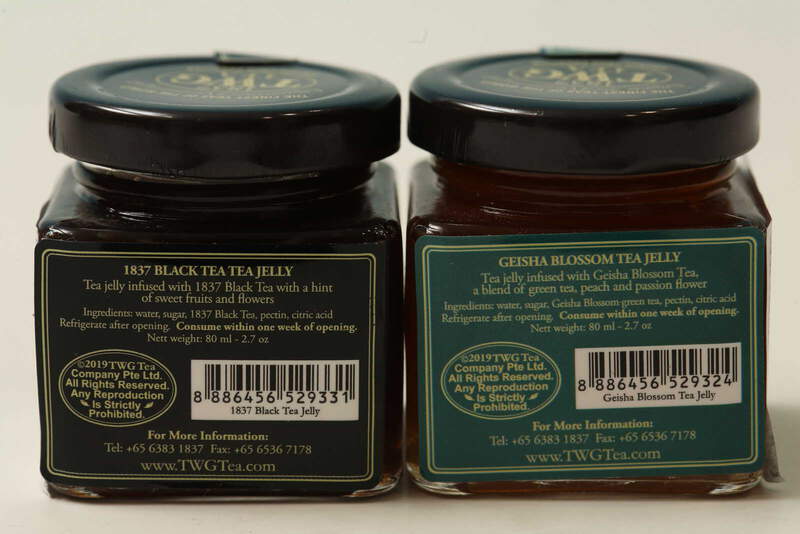 TWG
THE FINEST TEAS OF THE WORLD
1837 BLACK TEA TEA JELLY
Tea jelly infused with 1837 Black Tea with a hint
of sweet fruits and flowers
Ingredients: water, sugar, 1837 Black Tea, pectin, citric acid
Refrigerate after opening. Consume within one week of opening.
Nett weight: 80 ml - 2.7 oz
©2019 TWG Tea
Company Pte Ltd.
All Rights Reserved.
Any Reproduction
Is Strictly
Prohibited.
8 886456 529331
1837 Black Tea Jelly
For More Information:
Tel: +65 6383 1837 Fax: +65 6536 7178
www.TWGTea.com
TWG
GEISHA BLOSSOM TEA JELLY
Tea jelly infused with Geisha Blossom Tea,
a blend of green tea, peach and passion flower
Ingredients: water, sugar, Geisha Blossom green tea, pectin, citric acid
Refrigerate after opening. Consume within one week of opening.
Nett weight: 80 ml - 2.7 oz
©2019 TWG Tea
Company Pte Ltd.
All Rights Reserved.
Any Reproduction
Is Strictly
Prohibited.
8 886456 529324
Geisha Blossom Tea Jelly
For More Information:
Tel: +65 6383 1837 Fax: +65 6536 7178
www.TWGTea.com